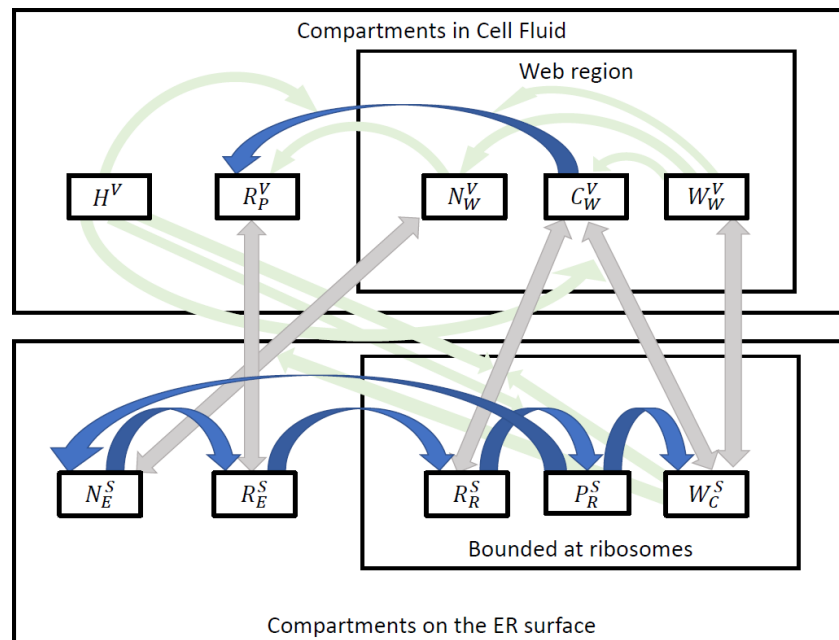 Compartments in Cell Fluid
Web region
H^V R_P^V N_W^V C_W^V W_W^V
N_E^S R_E^S R_R^S P_R^S W_C^S
Bounded at ribosomes
Compartments on the ER surface